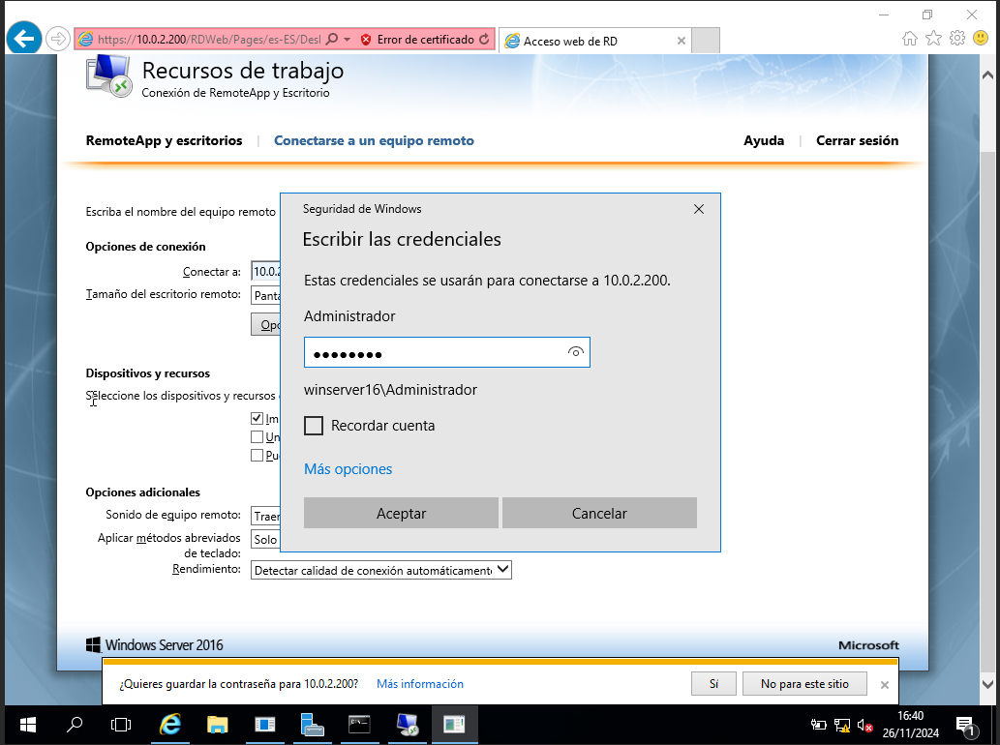 https://10.0.2.200/RDWeb/Pages/es-ES/Desl
Error de certificado
Acceso web de RD
Recursos de trabajo
Conexión de RemoteApp y Escritorio
RemoteApp y escritorios | Conectarse a un equipo remoto
Ayuda | Cerrar sesión
Escriba el nombre del equipo remoto
Opciones de conexión
Conectar a: 10.0.2
Tamaño del escritorio remoto: Panta
Opc
Dispositivos y recursos
Seleccione los dispositivos y recursos
Im
Un
Opciones adicionales
Sonido de equipo remoto: Traer
Aplicar métodos abreviados Solo
de teclado:
Rendimiento: Detectar calidad de conexión automáticament
Seguridad de Windows
Escribir las credenciales
Estas credenciales se usarán para conectarse a 10.0.2.200.
Administrador
●●●●●●●●
winserver16\Administrador
Recordar cuenta
Más opciones
Aceptar Cancelar
Windows Server 2016
Microsoft
¿Quieres guardar la contraseña para 10.0.2.200? Más información Sí No para este sitio
16:40
26/11/2024
1